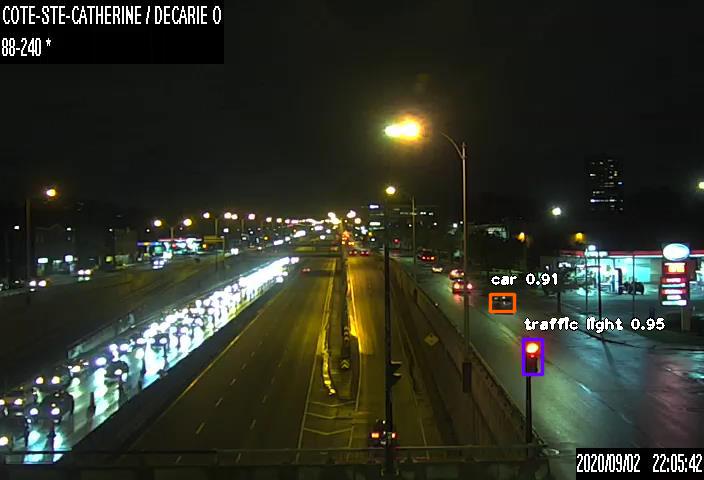 COTE-STE-CATHERINE / DECARIE O
88-240 *
car 0.91
traffic light 0.95
2020/09/02 22:05:42